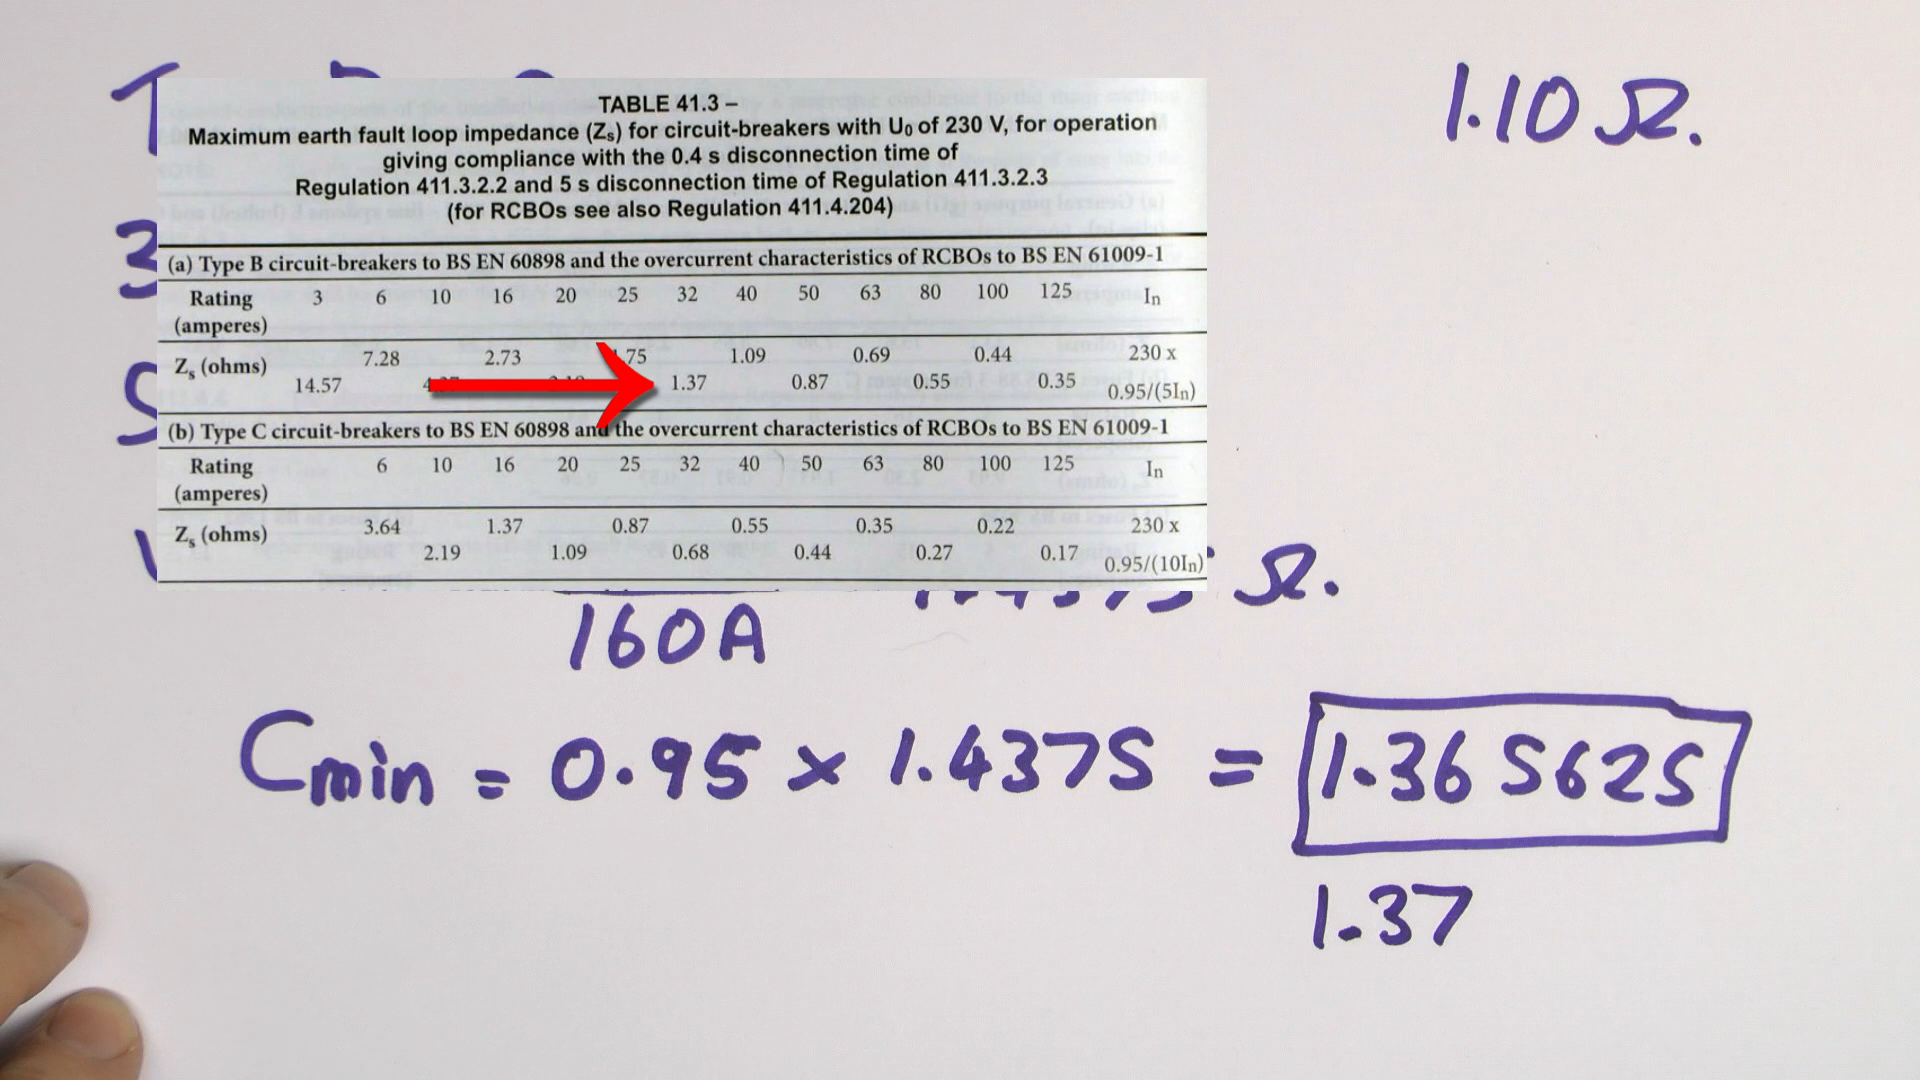 1.10 Ω.
TABLE 41.3 –
Maximum earth fault loop impedance (Zs) for circuit-breakers with U0 of 230 V, for operation
giving compliance with the 0.4 s disconnection time of
Regulation 411.3.2.2 and 5 s disconnection time of Regulation 411.3.2.3
(for RCBOs see also Regulation 411.4.204)
(a) Type B circuit-breakers to BS EN 60898 and the overcurrent characteristics of RCBOs to BS EN 61009-1
Rating 3 6 10 16 20 25 32 40 50 63 80 100 125 In
(amperes)
Zs (ohms) 7.28 2.73 .75 1.09 0.69 0.44 230 x
14.57 1.37 0.87 0.55 0.35 0.95/(5In)
(b) Type C circuit-breakers to BS EN 60898 and the overcurrent characteristics of RCBOs to BS EN 61009-1
Rating 6 10 16 20 25 32 40 50 63 80 100 125 In
(amperes)
Zs (ohms) 3.64 1.37 0.87 0.55 0.35 0.22 230 x
2.19 1.09 0.68 0.44 0.27 0.17 0.95/(10In)
Ω.
160A
Cmin = 0.95 x 1.4375 = 1.365625
1.37